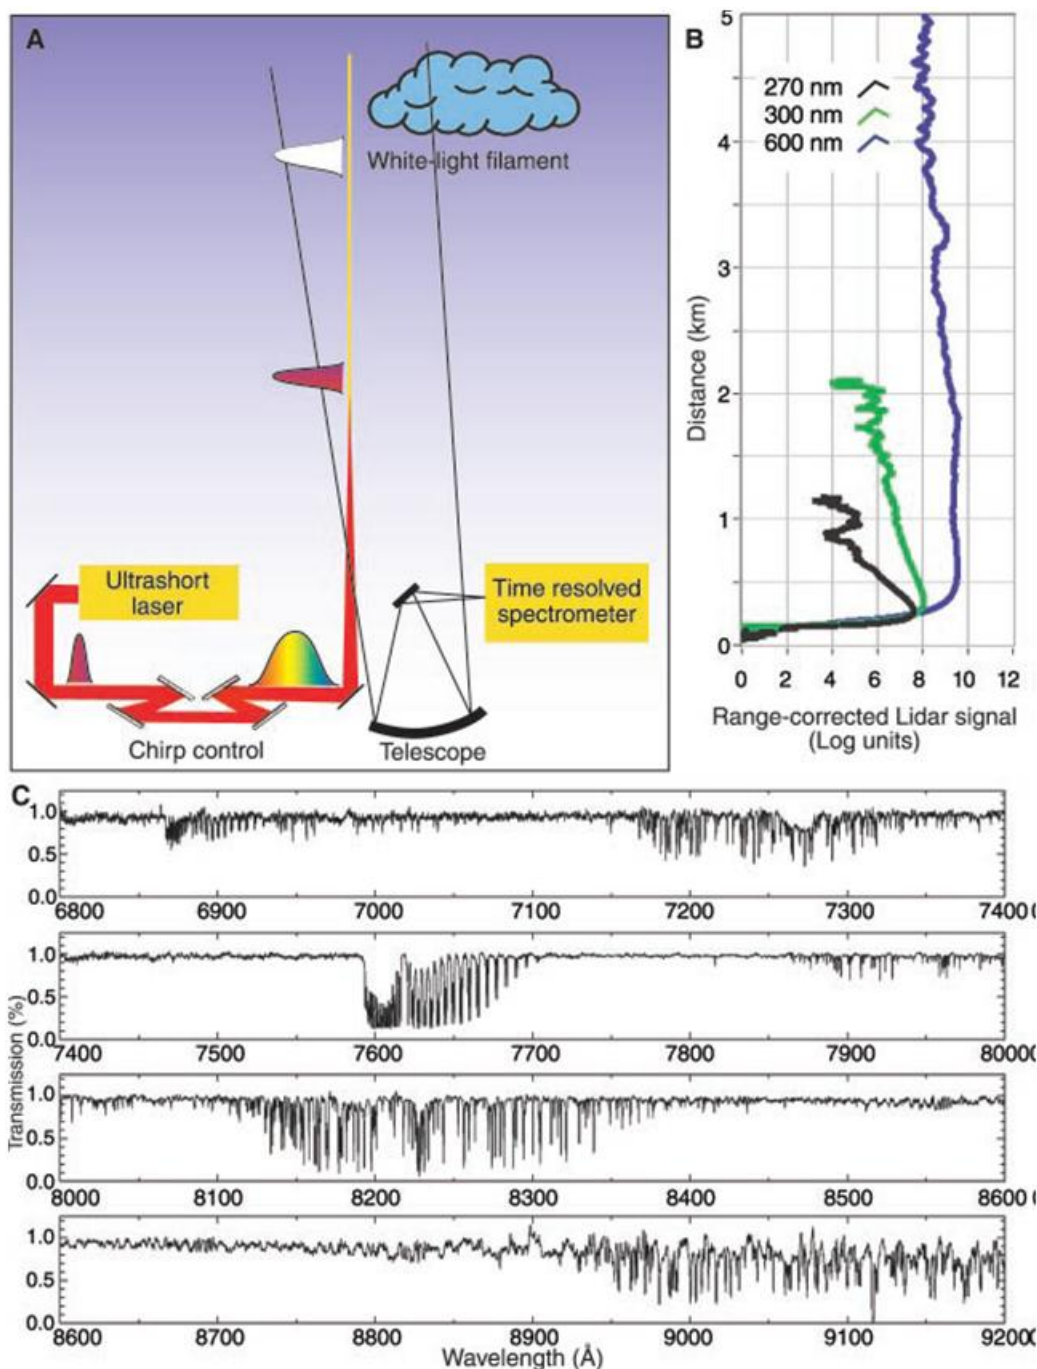 A
White-light filament
Ultrashort
laser
Time resolved
spectrometer
Chirp control
Telescope
B
270 nm
300 nm
600 nm
5
4
3
2
1
0
Distance (km)
0 2 4 6 8 10 12
Range-corrected Lidar signal
(Log units)
C
1.0
0.5
0.0
6800 6900 7000 7100 7200 7300 7400
1.0
0.5
0.0
7400 7500 7600 7700 7800 7900 8000
1.0
0.5
0.0
8000 8100 8200 8300 8400 8500 8600
1.0
0.5
0.0
8600 8700 8800 8900 9000 9100 9200
Transmission (%)
Wavelength (Å)